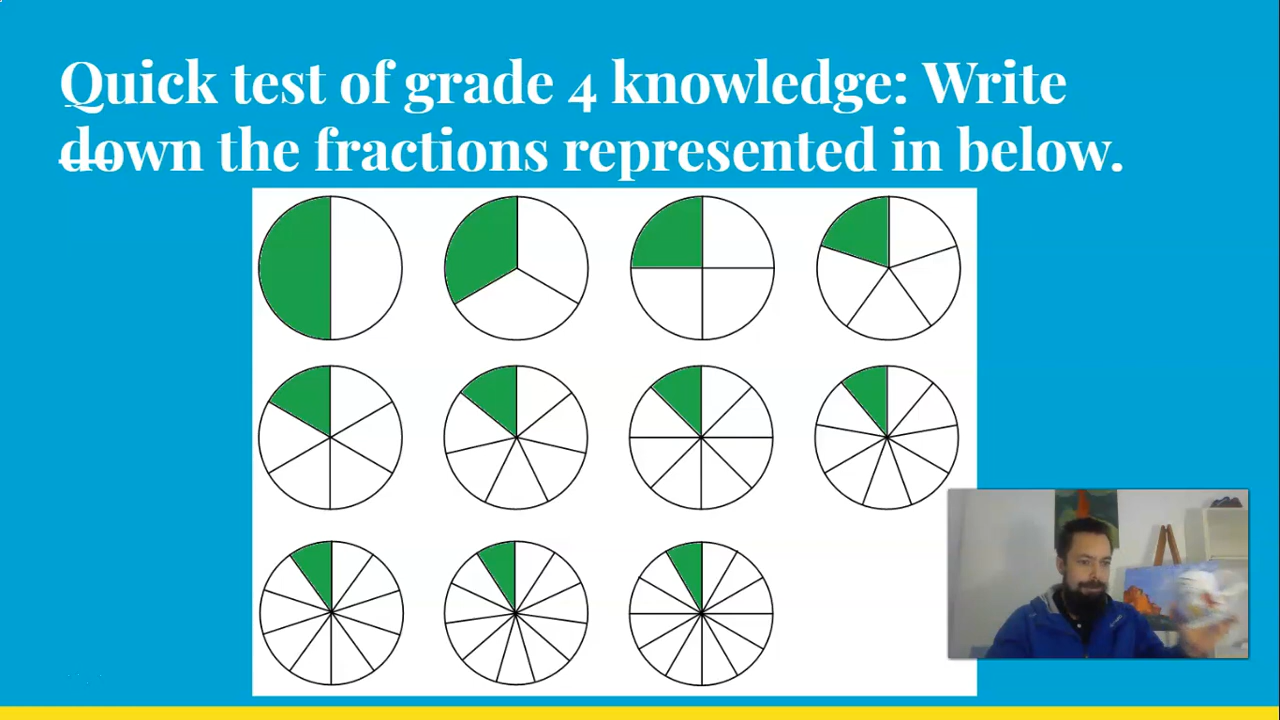 Quick test of grade 4 knowledge: Write
down the fractions represented in below.